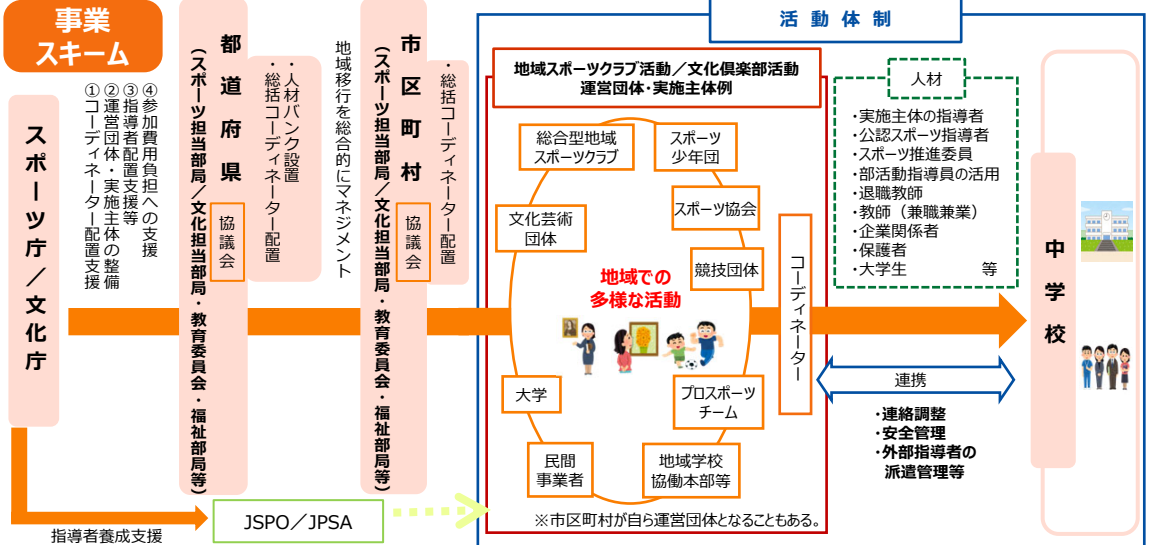 事業
スキーム
スポーツ庁／文化庁
①コーディネーター配置支援
②運営団体・実施主体の整備
③指導者配置支援等
④参加費用負担への支援
都道府県
（スポーツ担当部局／文化担当部局・教育委員会・福祉部局等）
協議会
・人材バンク設置
・総括コーディネーター配置
地域移行を総合的にマネジメント
市区町村
（スポーツ担当部局／文化担当部局・教育委員会・福祉部局等）
協議会
・総括コーディネーター配置
指導者養成支援
JSPO／JPSA
活動体制
地域スポーツクラブ活動／文化倶楽部活動
運営団体・実施主体例
総合型地域
スポーツクラブ
スポーツ
少年団
文化芸術
団体
スポーツ協会
競技団体
地域での
多様な活動
大学
プロスポーツ
チーム
民間
事業者
地域学校
協働本部等
※市区町村が自ら運営団体となることもある。
コーディネーター
人材
・実施主体の指導者
・公認スポーツ指導者
・スポーツ推進委員
・部活動指導員の活用
・退職教師
・教師（兼職兼業）
・企業関係者
・保護者
・大学生　　　　　等
連携
・連絡調整
・安全管理
・外部指導者の
派遣管理等
中学校